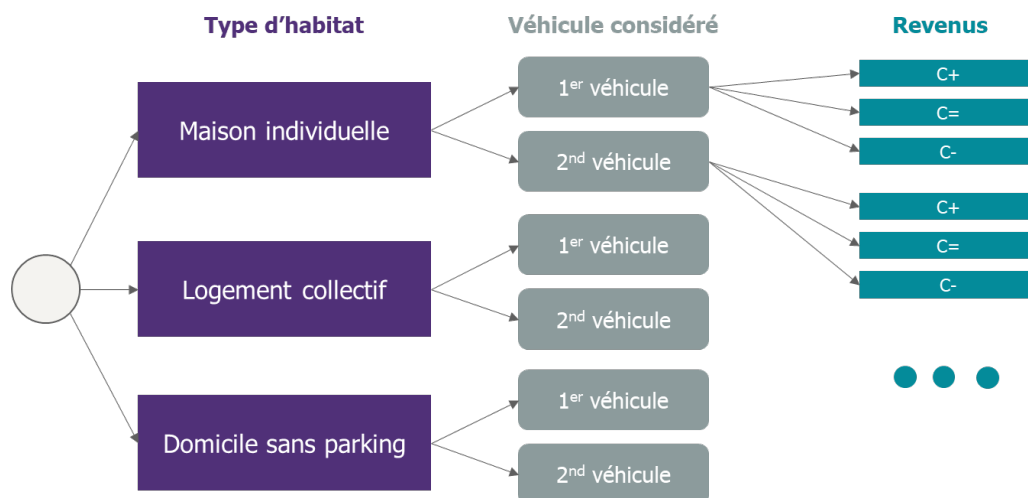 Type d'habitat
Véhicule considéré
Revenus
Maison individuelle
1er véhicule
2nd véhicule
C+
C=
C-
C+
C=
C-
Logement collectif
1er véhicule
2nd véhicule
Domicile sans parking
1er véhicule
2nd véhicule